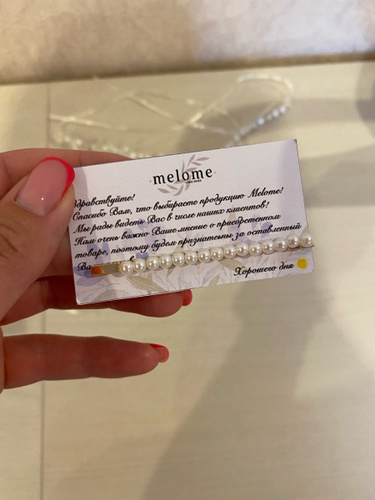 melome
Здравствуйте!
Спасибо Вам, что выбираете продукцию Melome!
Мы рады видеть Вас в числе наших клиентов!
Нам очень важно Ваше мнение о приобретенном
товаре, поэтому будем признательны за оставленный
Ва
Хорошего дня